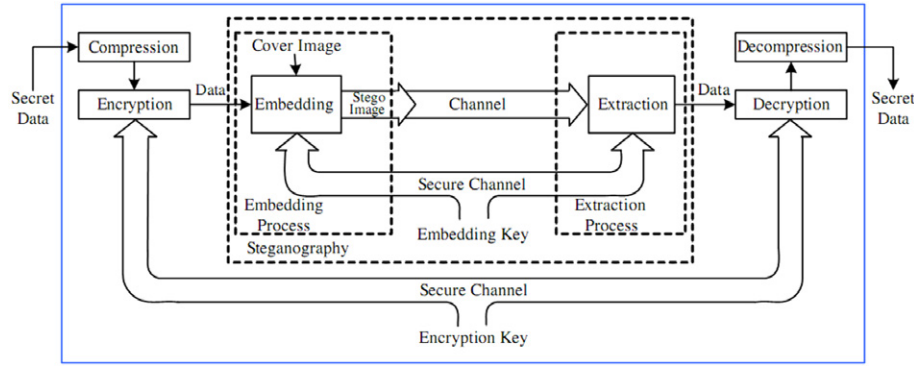 Compression
Secret
Data
Encryption
Data
Cover Image
Embedding
Stego
Image
Channel
Extraction
Data
Decompression
Decryption
Secret
Data
Secure Channel
Embedding
Process
Extraction
Process
Embedding Key
Steganography
Secure Channel
Encryption Key